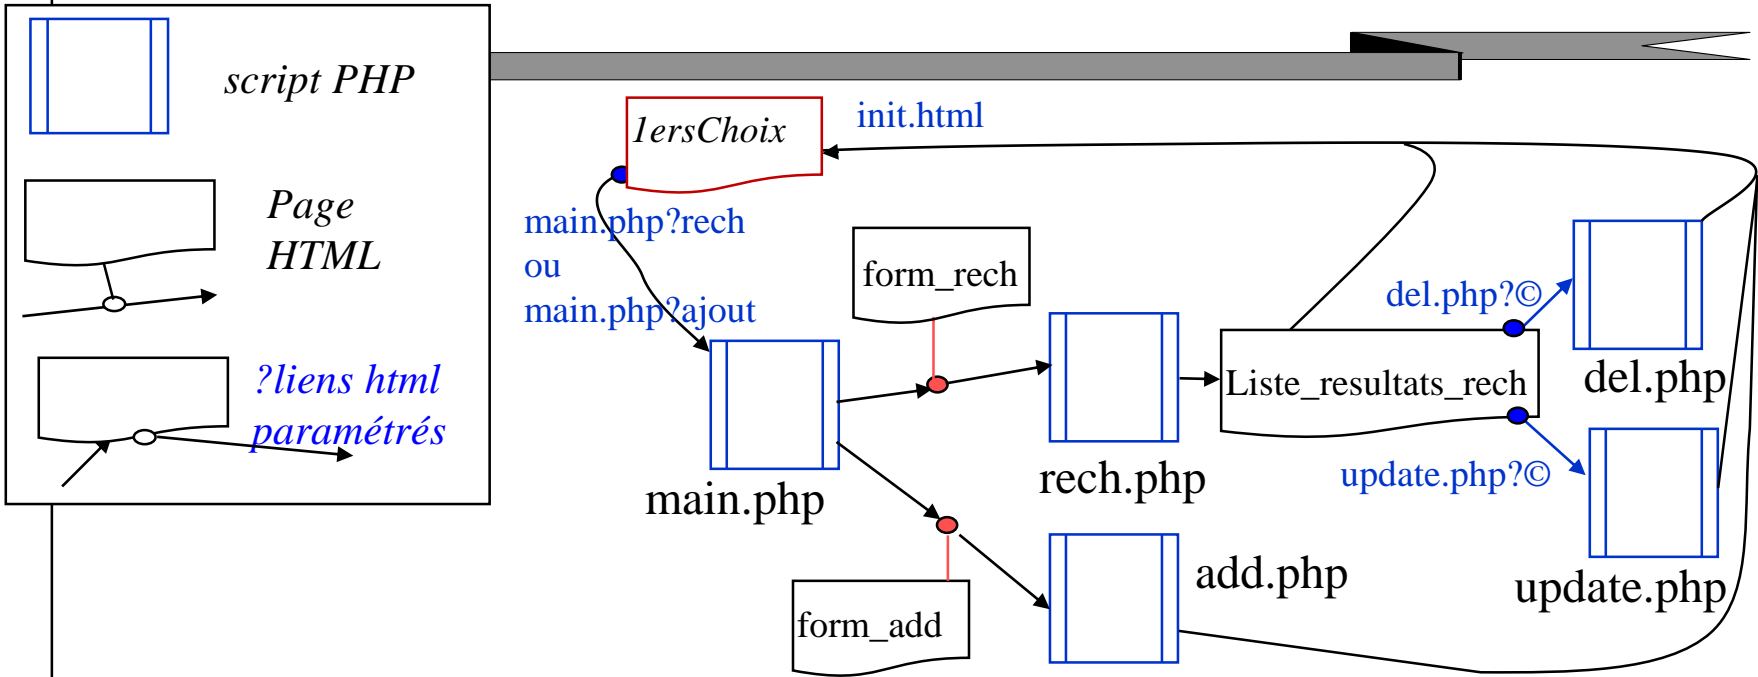 script PHP
Page
HTML
?liens html
paramétrés
1ersChoix
init.html
main.php?rech
ou
main.php?ajout
form_rech
main.php
rech.php
form_add
add.php
Liste_resultats_rech
del.php?©
del.php
update.php?©
update.php